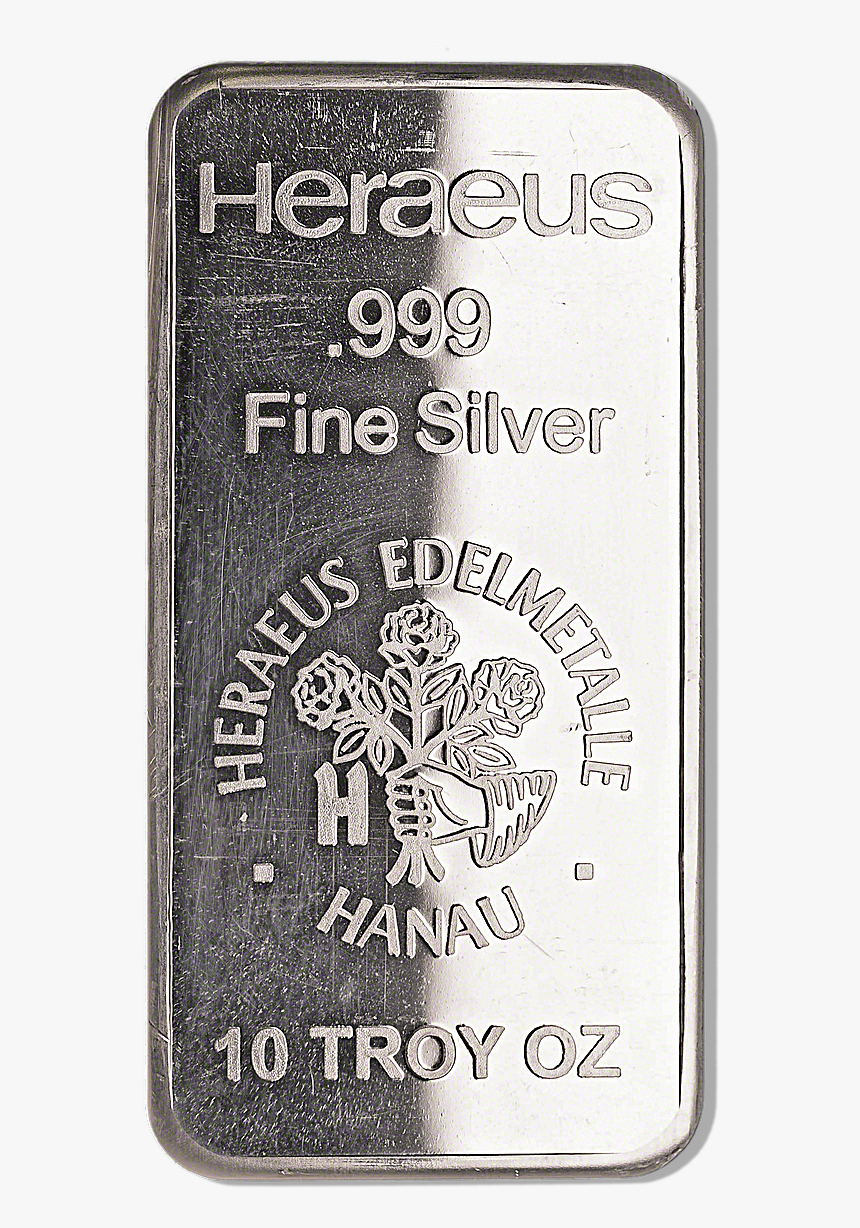 Heraeus
.999
Fine Silver
HERAEUS EDELMETALLE
H
HANAU
10 TROY OZ